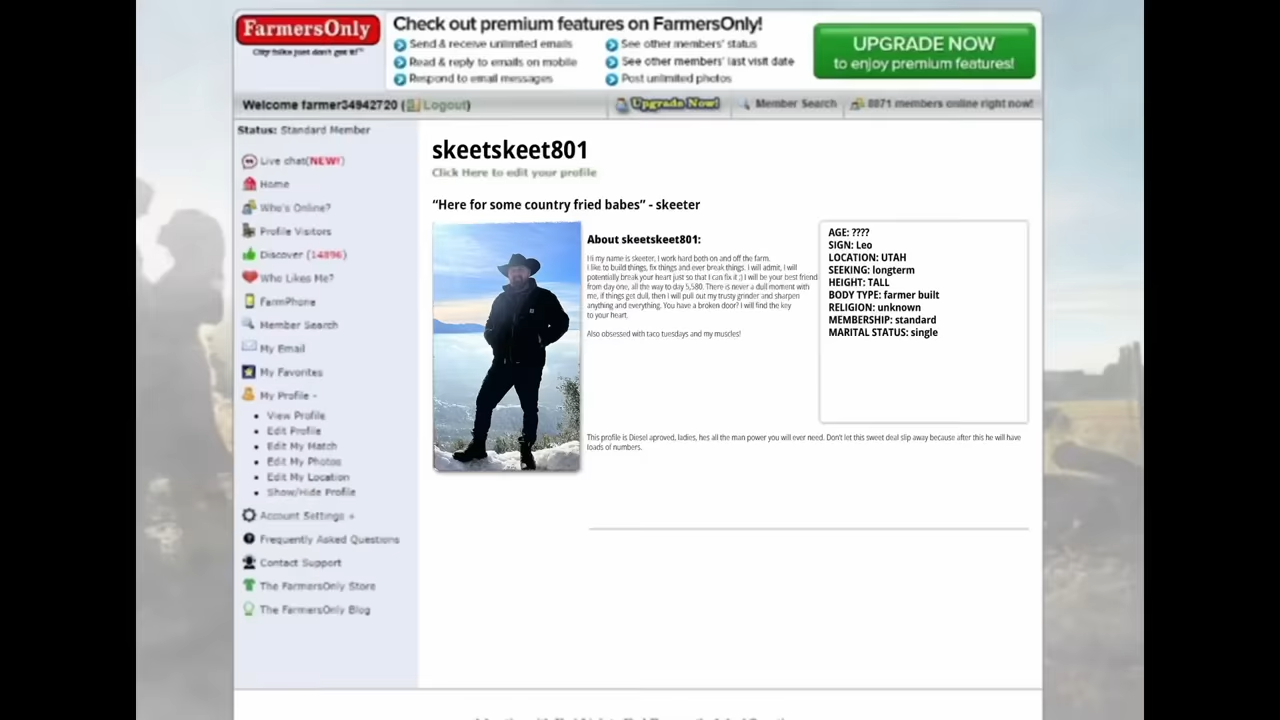 FarmersOnly
City folks just don't get it!™
Check out premium features on FarmersOnly!
Send & receive unlimited emails
See other members' status
Read & reply to emails on mobile
See other members' last visit date
Respond to email messages
Post unlimited photos
UPGRADE NOW
to enjoy premium features!
Welcome farmer34942720 (Logout)
Upgrade Now!
Member Search
8871 members online right now!
Status: Standard Member
Live chat(NEW!)
Home
Who's Online?
Profile Visitors
Discover (14896)
Who Likes Me?
FarmPhone
Member Search
My Email
My Favorites
My Profile -
View Profile
Edit Profile
Edit My Match
Edit My Photos
Edit My Location
Show/Hide Profile
Account Settings +
Frequently Asked Questions
Contact Support
The FarmersOnly Store
The FarmersOnly Blog
skeetskeet801
Click Here to edit your profile
“Here for some country fried babes” - skeeter
About skeetskeet801:
Hi my name is skeeter, I work hard both on and off the farm.
I like to build things, fix things and ever break things. I will admit, I will
potentially break your heart just so that I can fix it ;) I will be your best friend
from day one, all the way to day 5,580. There is never a dull moment with
me, if things get dull, then I will pull out my trusty grinder and sharpen
anything and everything. You have a broken door? I will find the key
to your heart.
Also obsessed with taco tuesdays and my muscles!
AGE: ????
SIGN: Leo
LOCATION: UTAH
SEEKING: longterm
HEIGHT: TALL
BODY TYPE: farmer built
RELIGION: unknown
MEMBERSHIP: standard
MARITAL STATUS: single
This profile is Diesel aproved, ladies, hes all the man power you will ever need. Don't let this sweet deal slip away because after this he will have
loads of numbers.